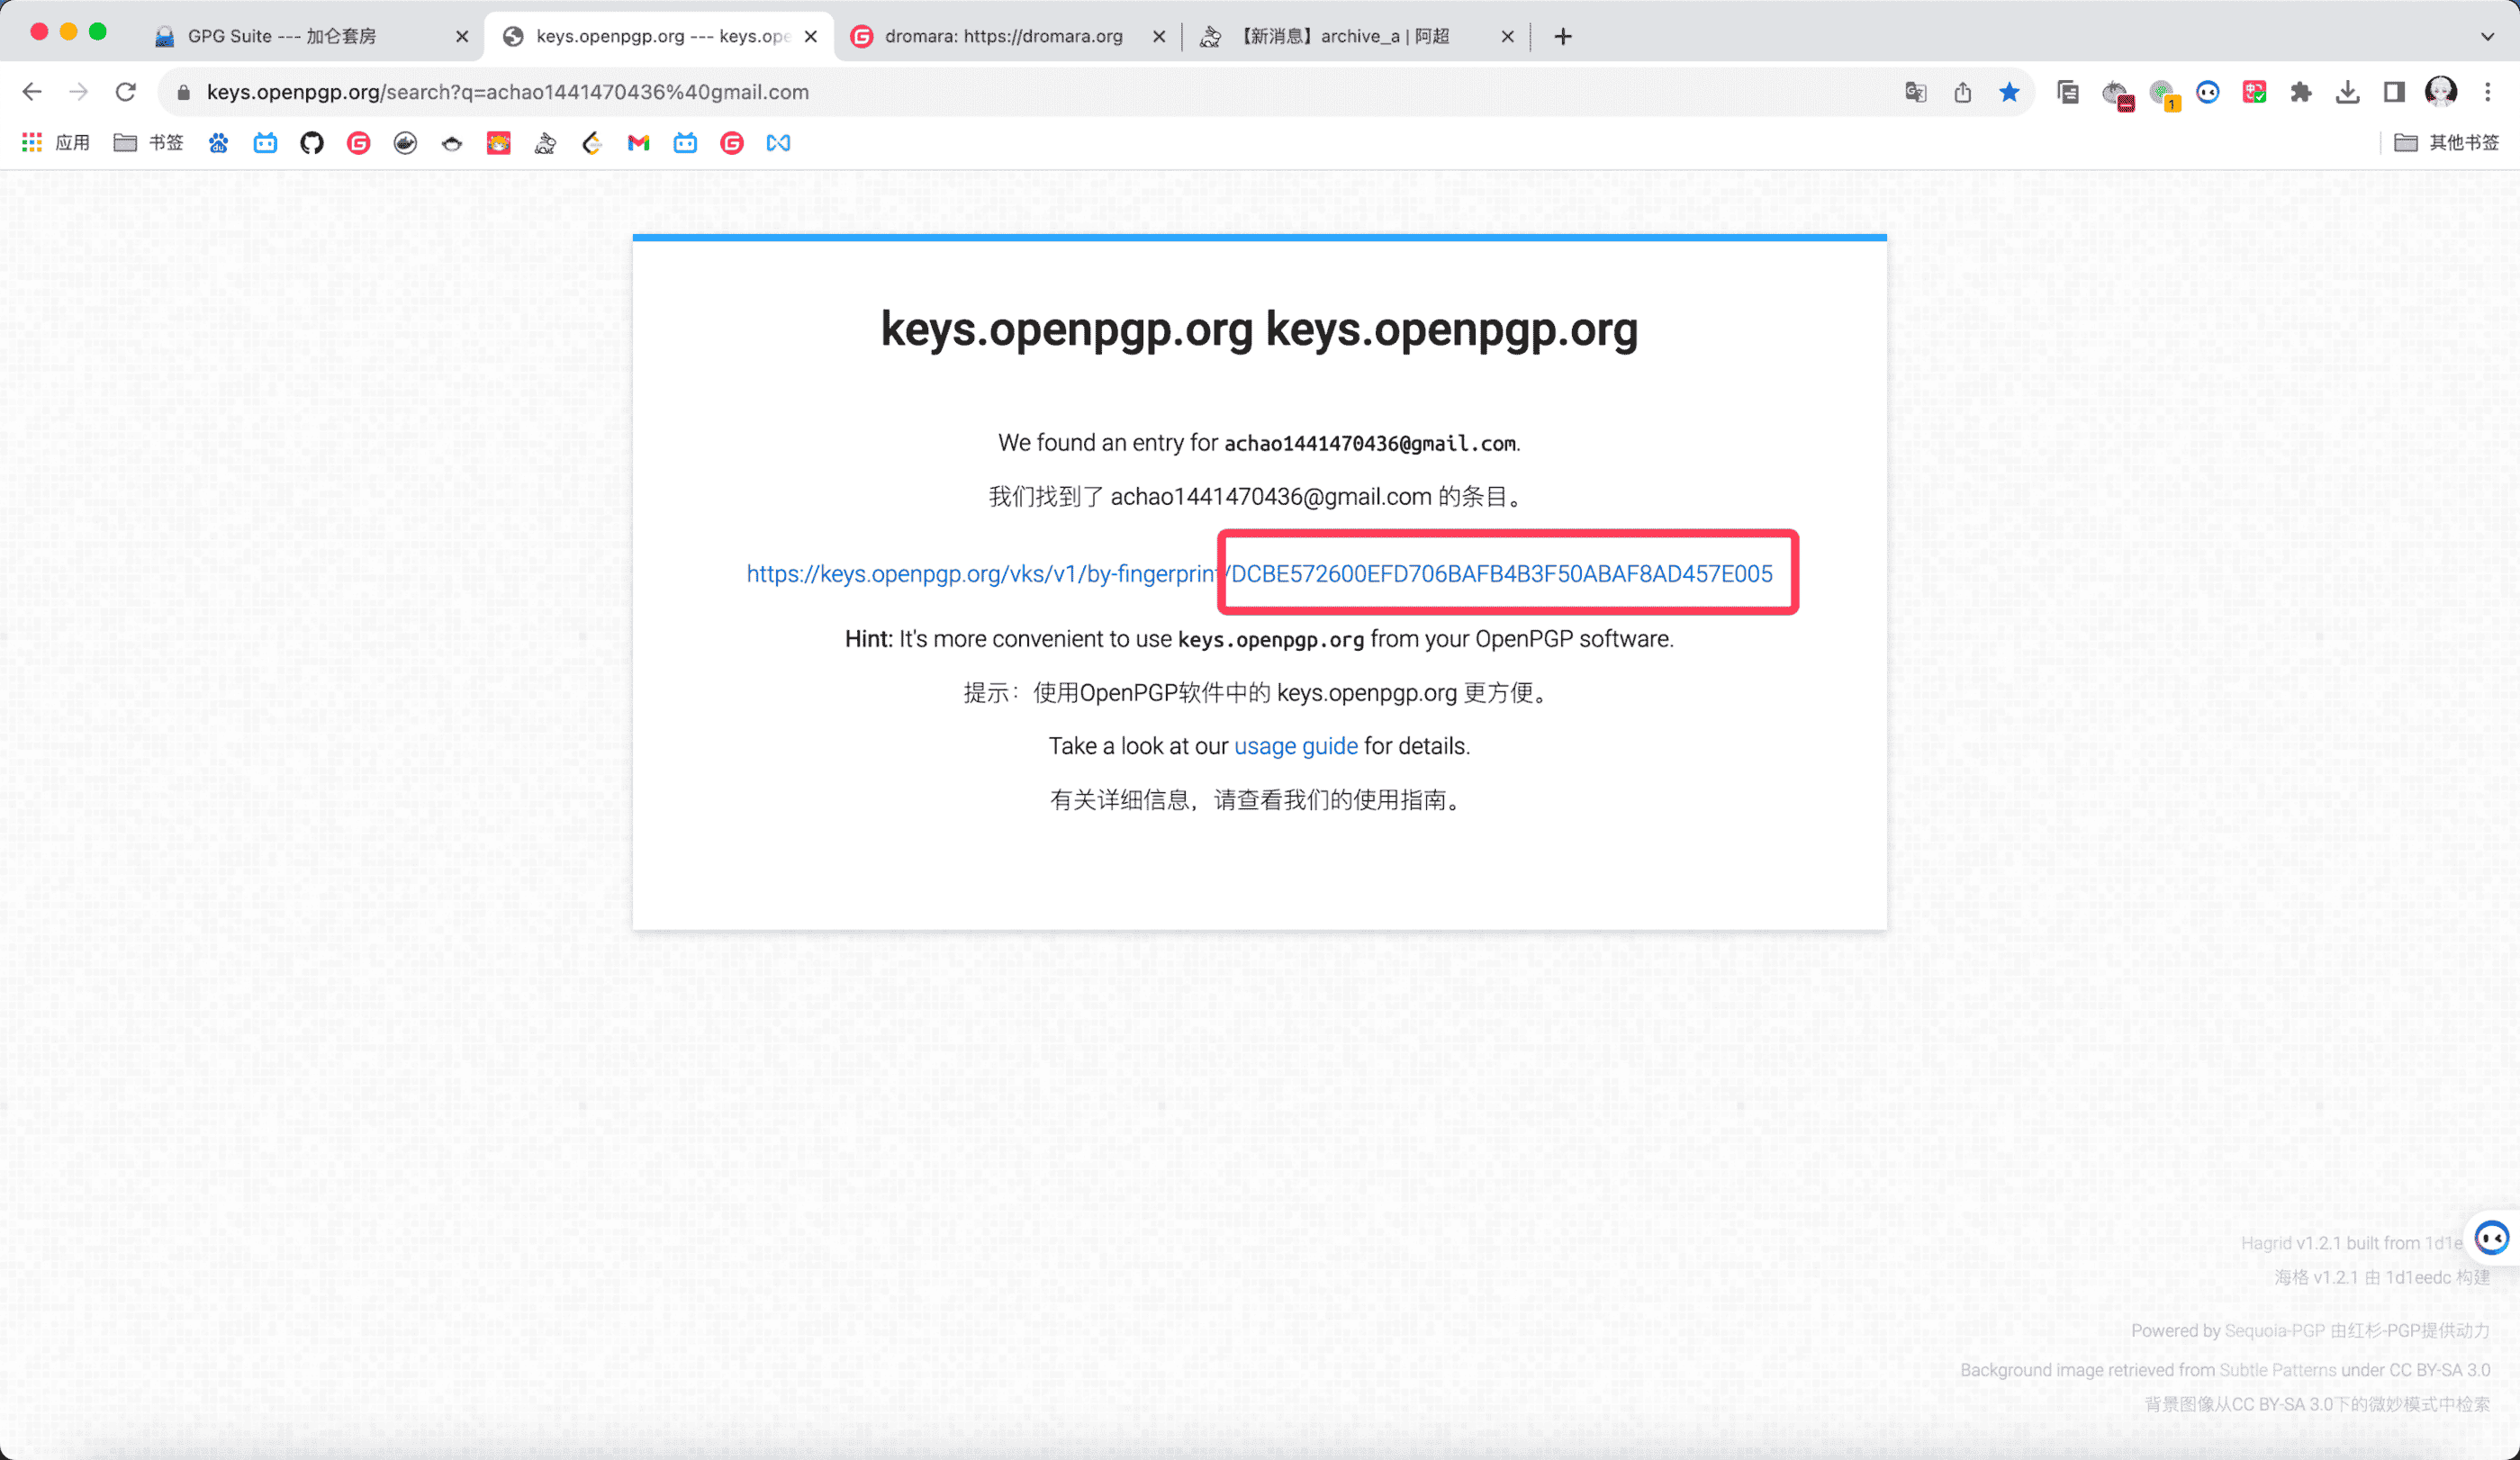 GPG Suite --- 加仑套房
keys.openpgp.org --- keys.ope
dromara: https://dromara.org
【新消息】archive_a | 阿超
keys.openpgp.org/search?q=achao1441470436%40gmail.com
1
应用
书签
其他书签
keys.openpgp.org keys.openpgp.org
We found an entry for achao1441470436@gmail.com.
我们找到了 achao1441470436@gmail.com 的条目。
https://keys.openpgp.org/vks/v1/by-fingerprint/DCBE572600EFD706BAFB4B3F50ABAF8AD457E005
Hint: It's more convenient to use keys.openpgp.org from your OpenPGP software.
提示：使用OpenPGP软件中的 keys.openpgp.org 更方便。
Take a look at our usage guide for details.
有关详细信息，请查看我们的使用指南。
Hagrid v1.2.1 built from 1d1e
海格 v1.2.1 由 1d1eedc 构建
Powered by Sequoia-PGP 由红杉-PGP提供动力
Background image retrieved from Subtle Patterns under CC BY-SA 3.0
背景图像从CC BY-SA 3.0下的微妙模式中检索